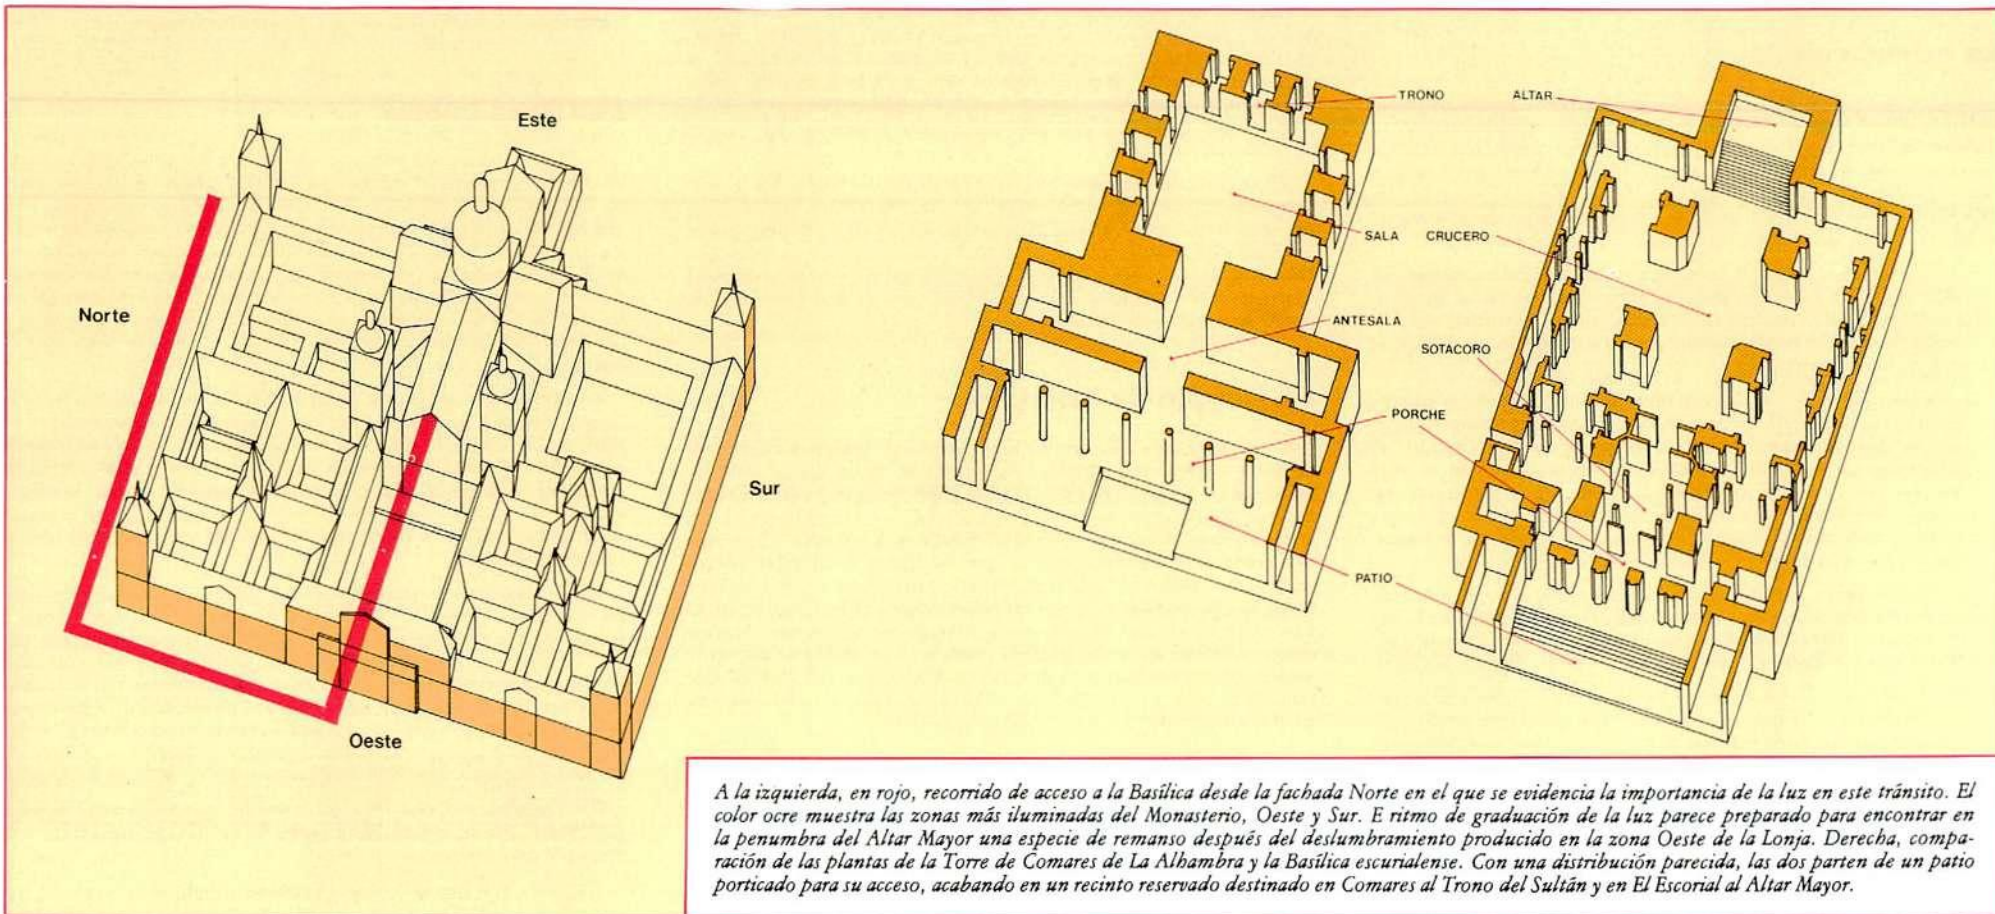 Este
Norte
Sur
Oeste
TRONO
ALTAR
SALA
CRUCERO
ANTESALA
SOTACORO
PORCHE
PATIO
A la izquierda, en rojo, recorrido de acceso a la Basílica desde la fachada Norte en el que se evidencia la importancia de la luz en este tránsito. El
color ocre muestra las zonas más iluminadas del Monasterio, Oeste y Sur. E ritmo de graduación de la luz parece preparado para encontrar en
la penumbra del Altar Mayor una especie de remanso después del deslumbramiento producido en la zona Oeste de la Lonja. Derecha, compa-
ración de las plantas de la Torre de Comares de La Alhambra y la Basílica escurialense. Con una distribución parecida, las dos parten de un patio
porticado para su acceso, acabando en un recinto reservado destinado en Comares al Trono del Sultán y en El Escorial al Altar Mayor.